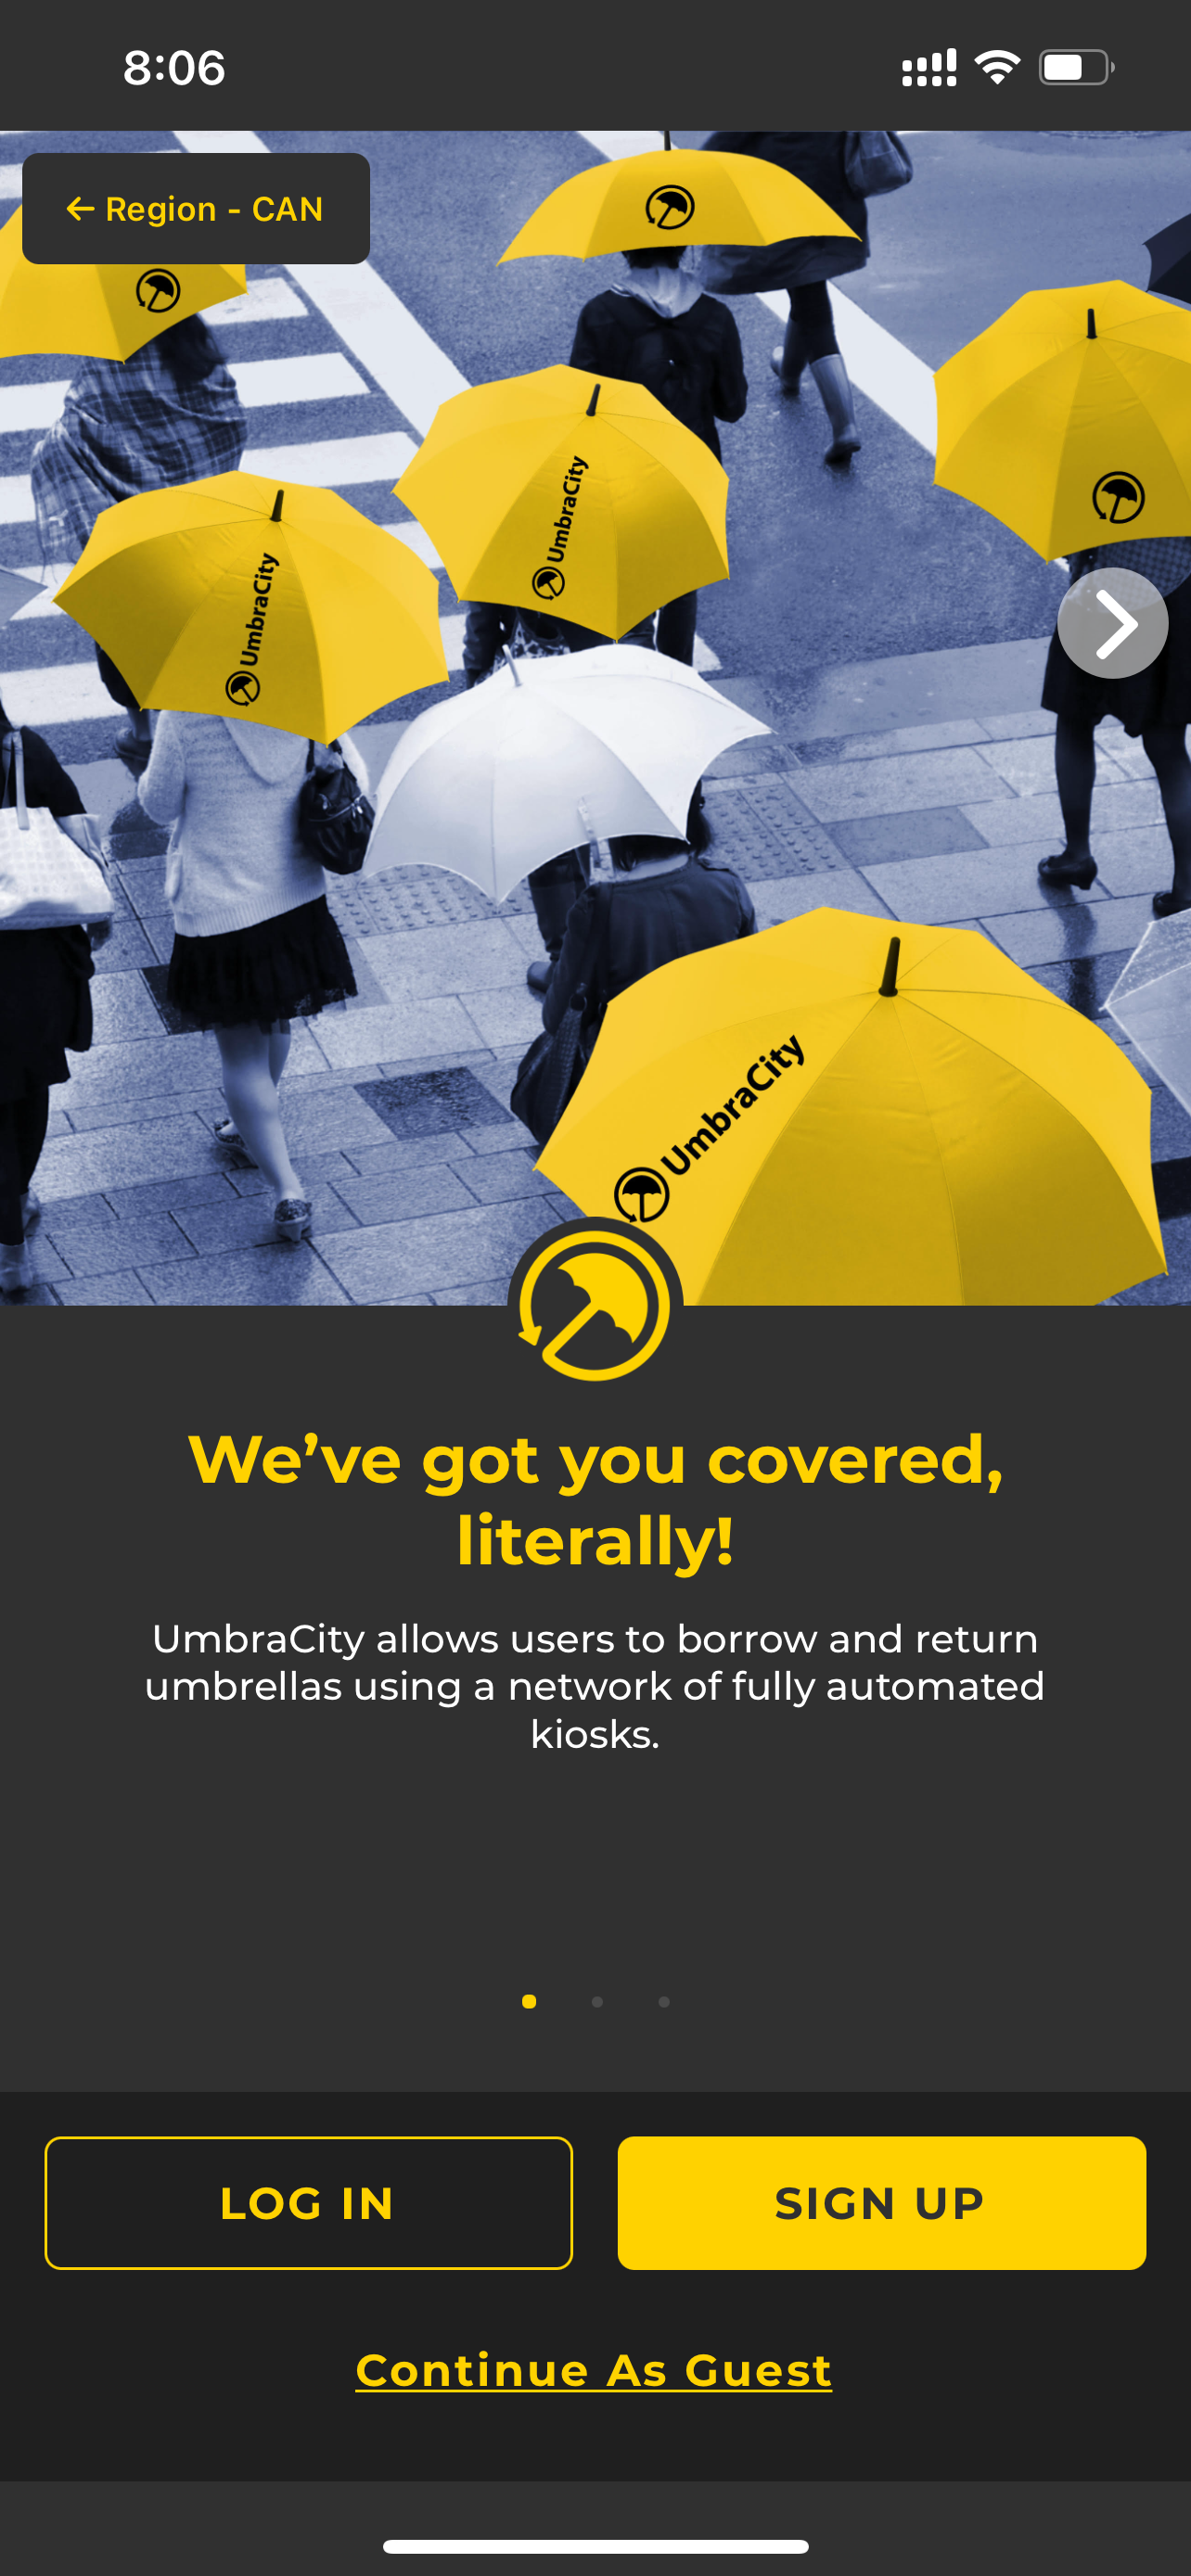 8:06
← Region - CAN
UmbraCity
UmbraCity
UmbraCity
We’ve got you covered,
literally!
UmbraCity allows users to borrow and return
umbrellas using a network of fully automated
kiosks.
LOG IN
SIGN UP
Continue As Guest